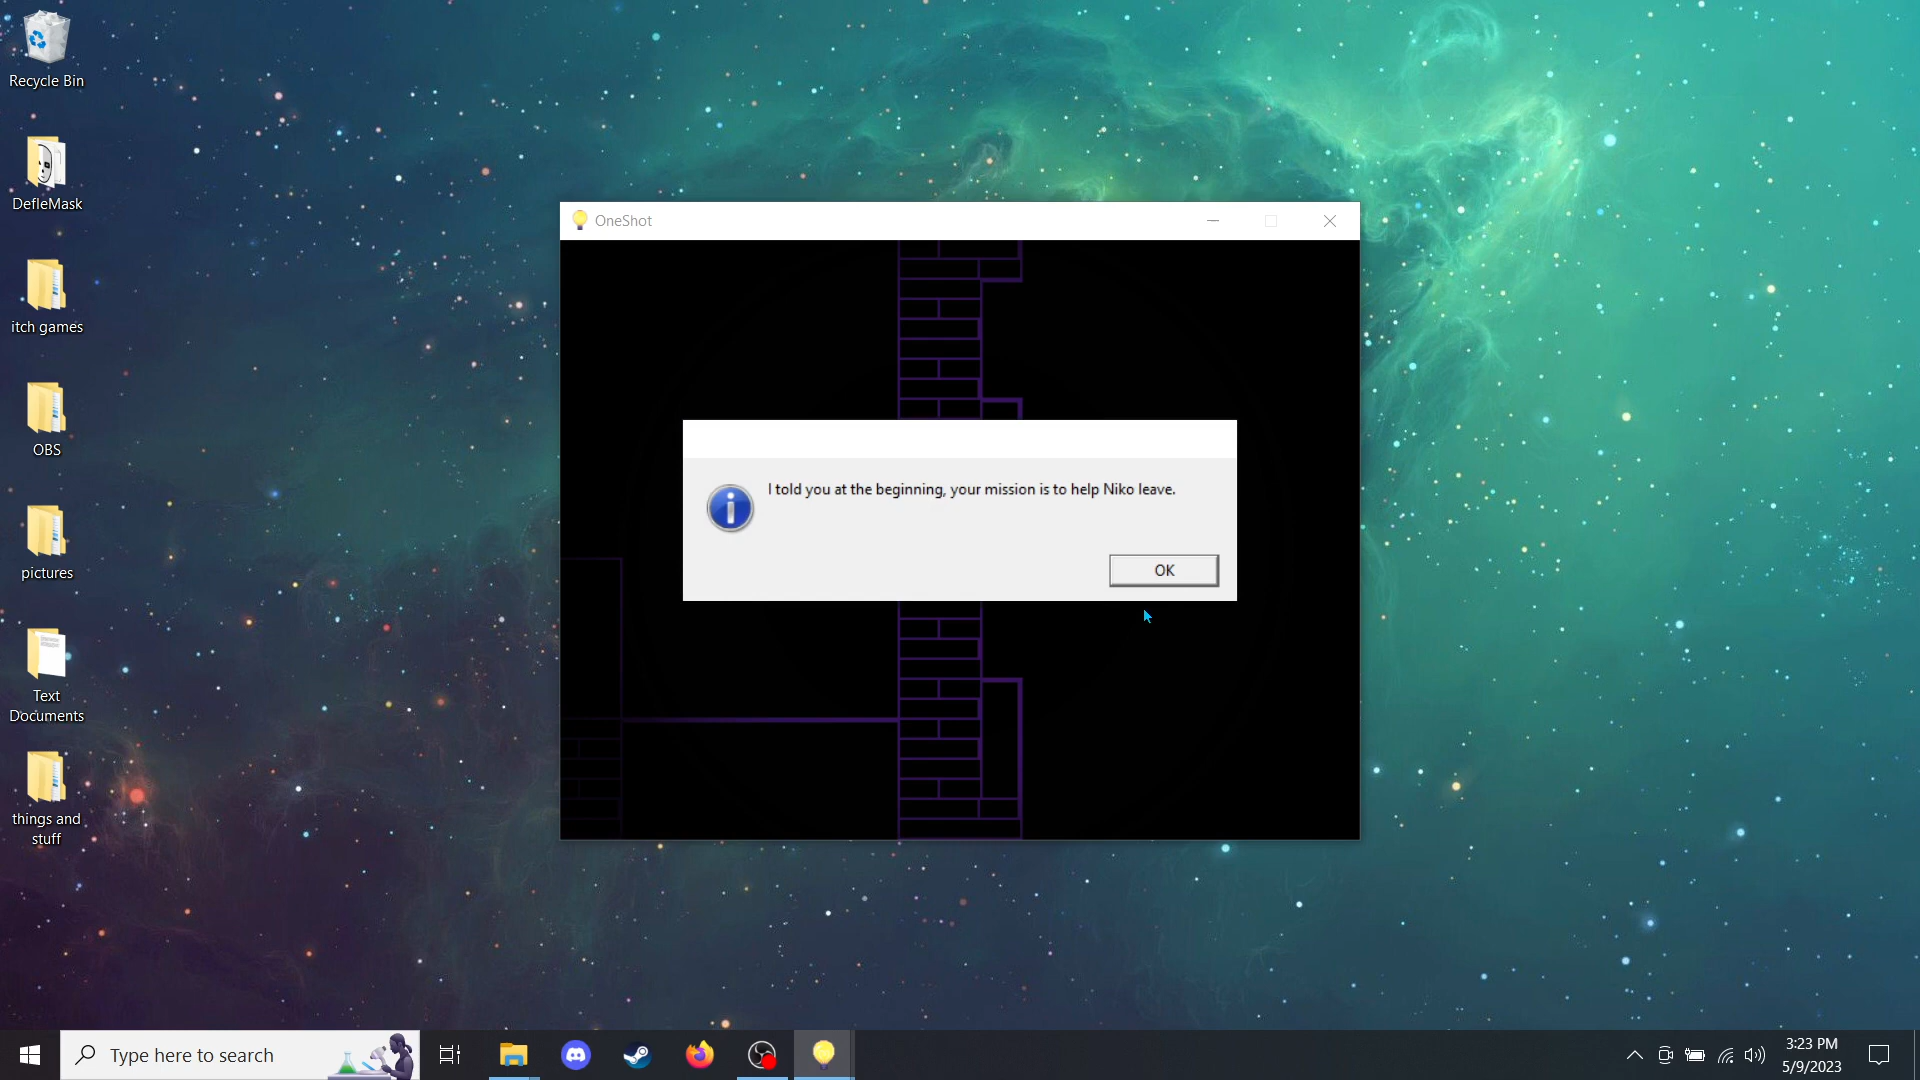 Recycle Bin
DefleMask
itch games
OBS
pictures
Text
Documents
things and
stuff
OneShot
I told you at the beginning, your mission is to help Niko leave.
OK
Type here to search
3:23 PM
5/9/2023